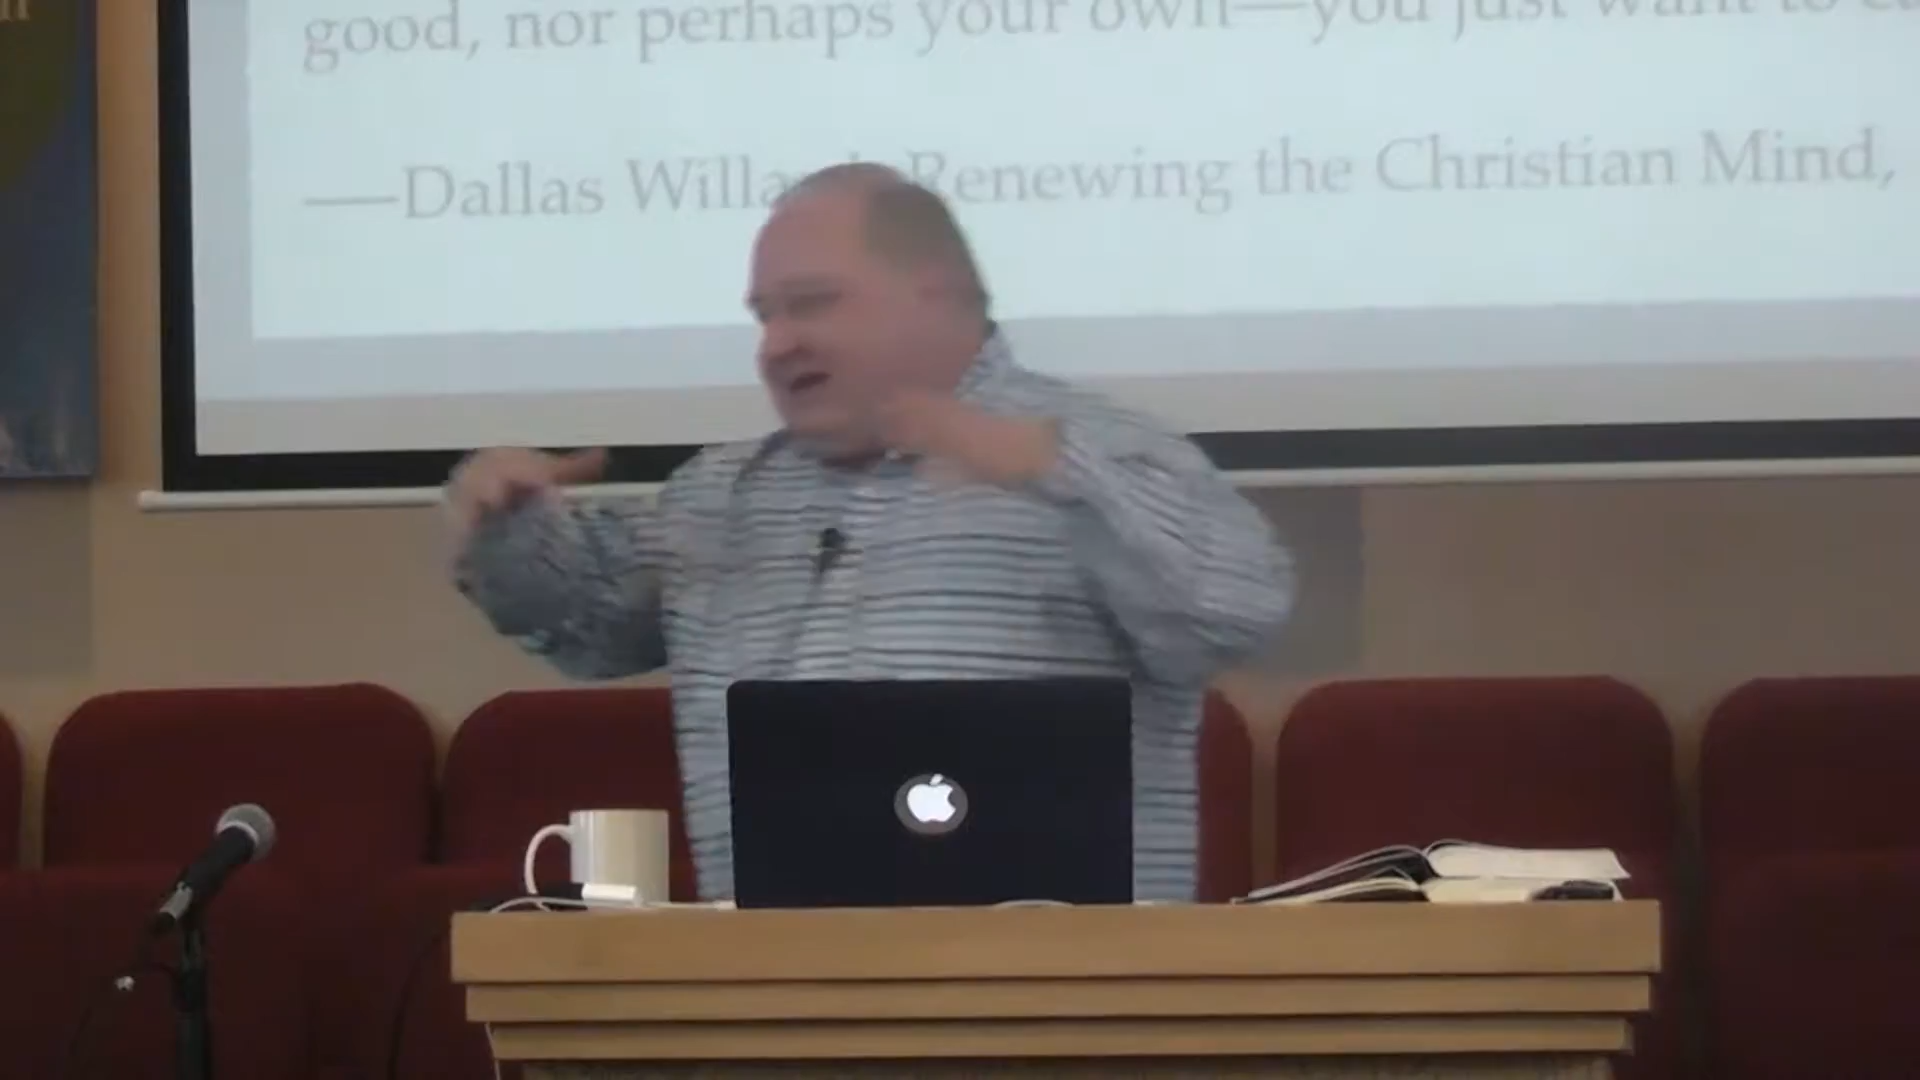 good, nor perhaps your own—you just want to
—Dallas Willard, Renewing the Christian Mind,